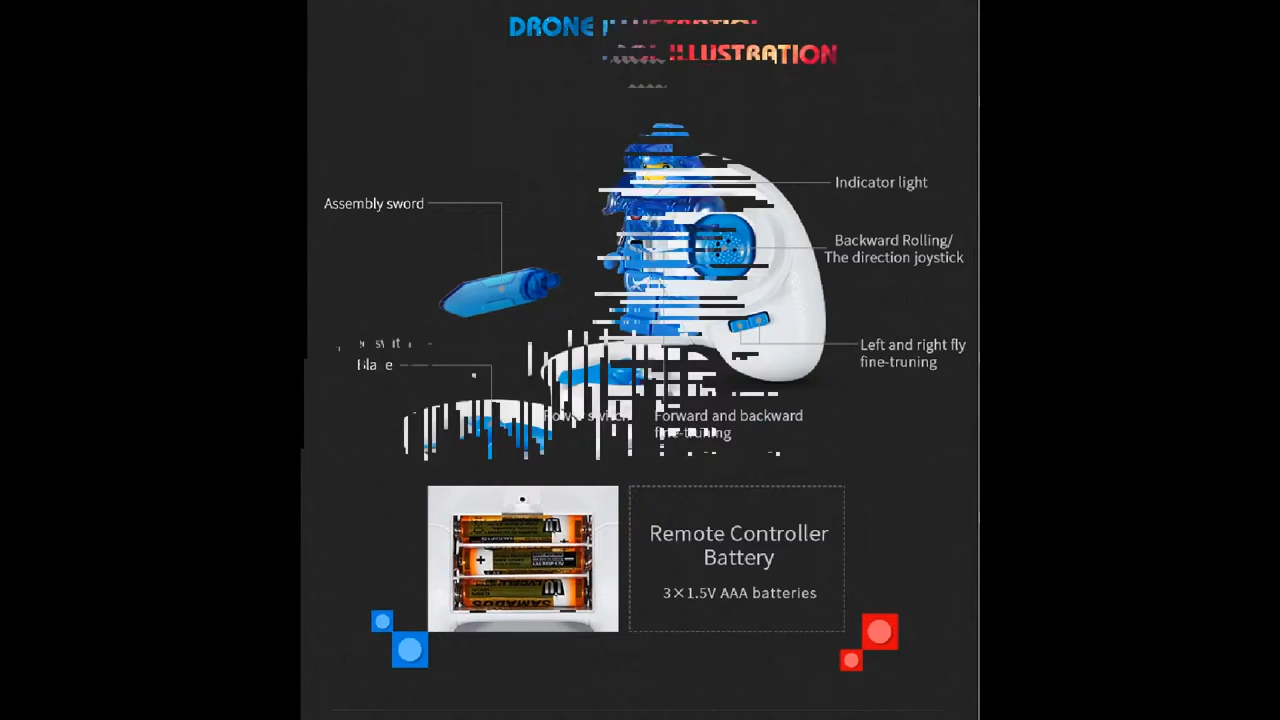 DRONE
ILLUSTRATION
Indicator light
Assembly sword
Backward Rolling/
The direction joystick
Left and right fly
fine-truning
Forward and backward
Remote Controller
Battery
3×1.5V AAA batteries